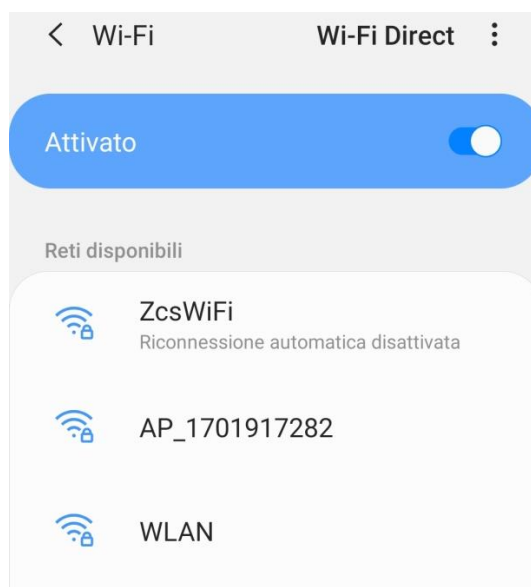 Wi-Fi Wi-Fi Direct
Attivato
Reti disponibili
ZcsWiFi
Riconnessione automatica disattivata
AP_1701917282
WLAN